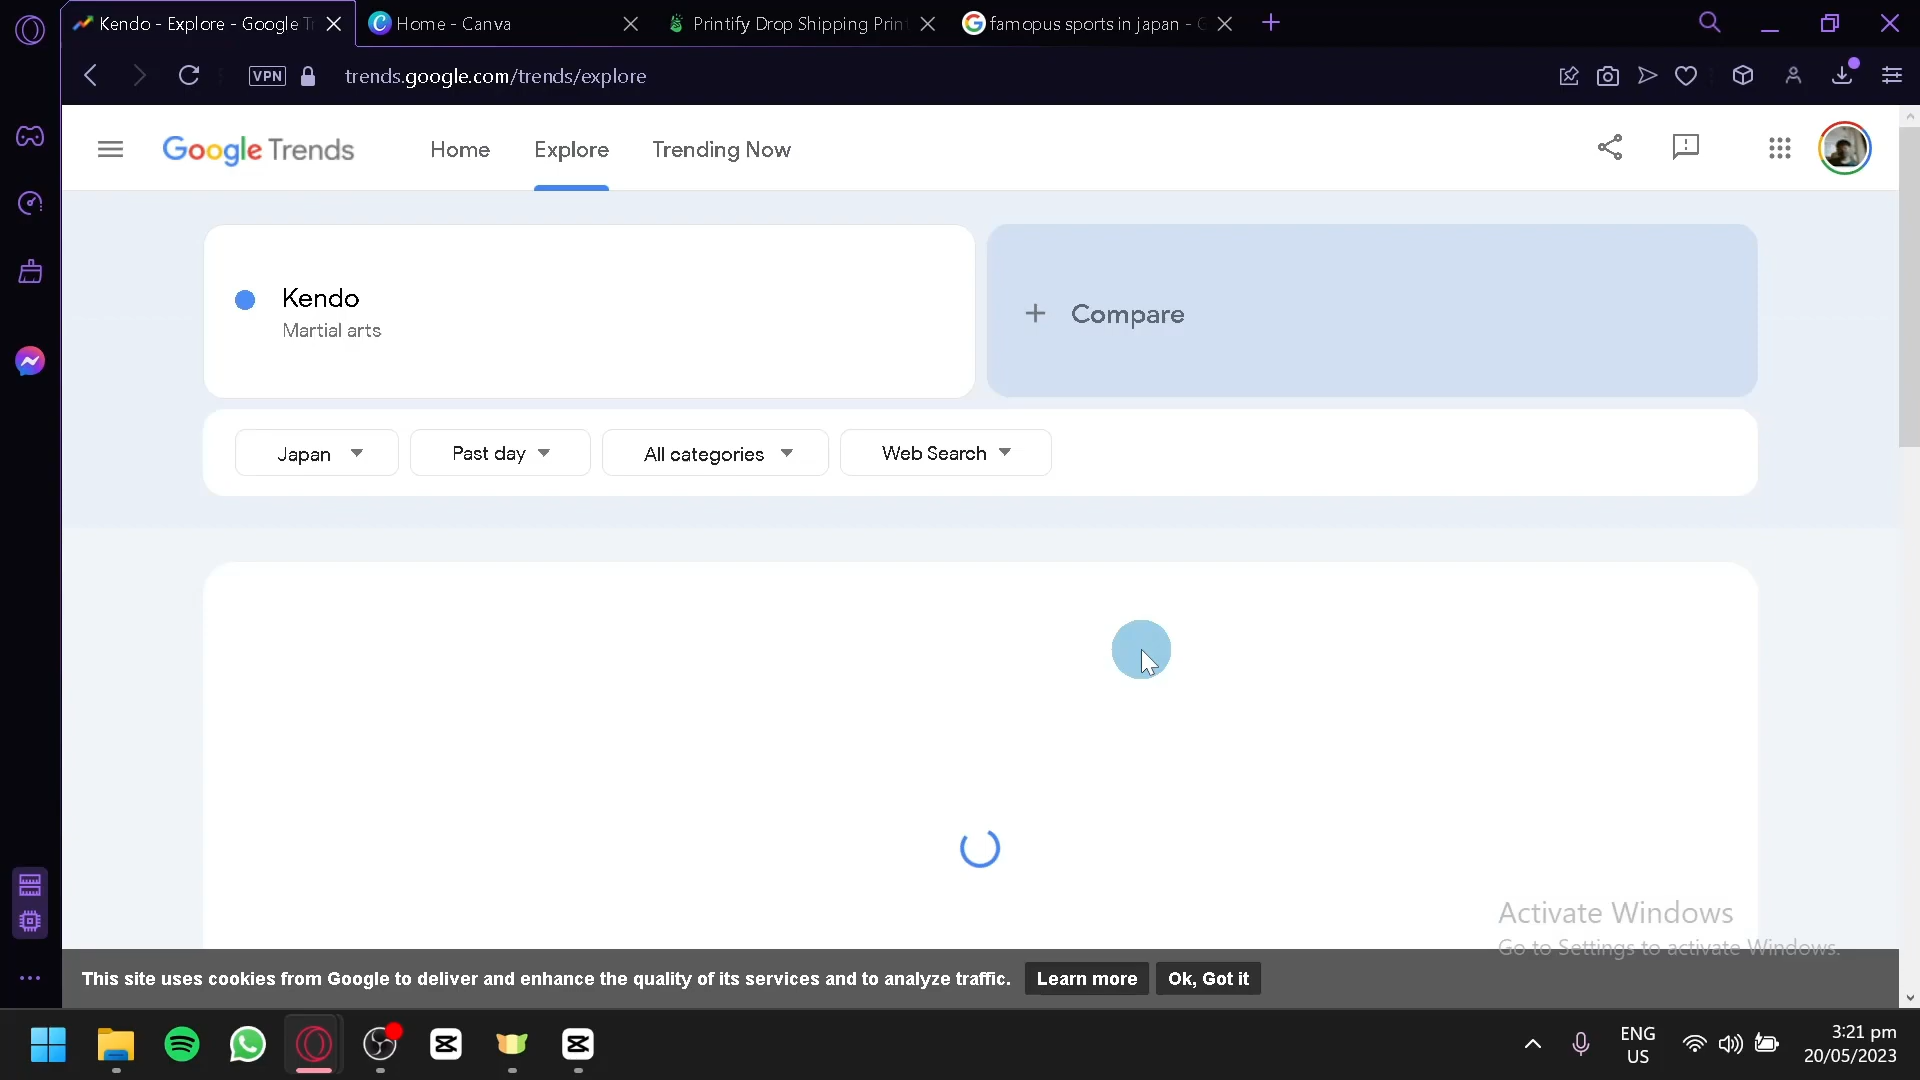 Kendo - Explore - Google Tr
Home - Canva
Printify Drop Shipping Print
famopus sports in japan - G
VPN
trends.google.com/trends/explore
Google Trends
Home
Explore
Trending Now
Kendo
Martial arts
+ Compare
Japan
Past day
All categories
Web Search
Activate Windows
Go to Settings to activate Windows.
This site uses cookies from Google to deliver and enhance the quality of its services and to analyze traffic.
Learn more
Ok, Got it
ENG
US
3:21 pm
20/05/2023